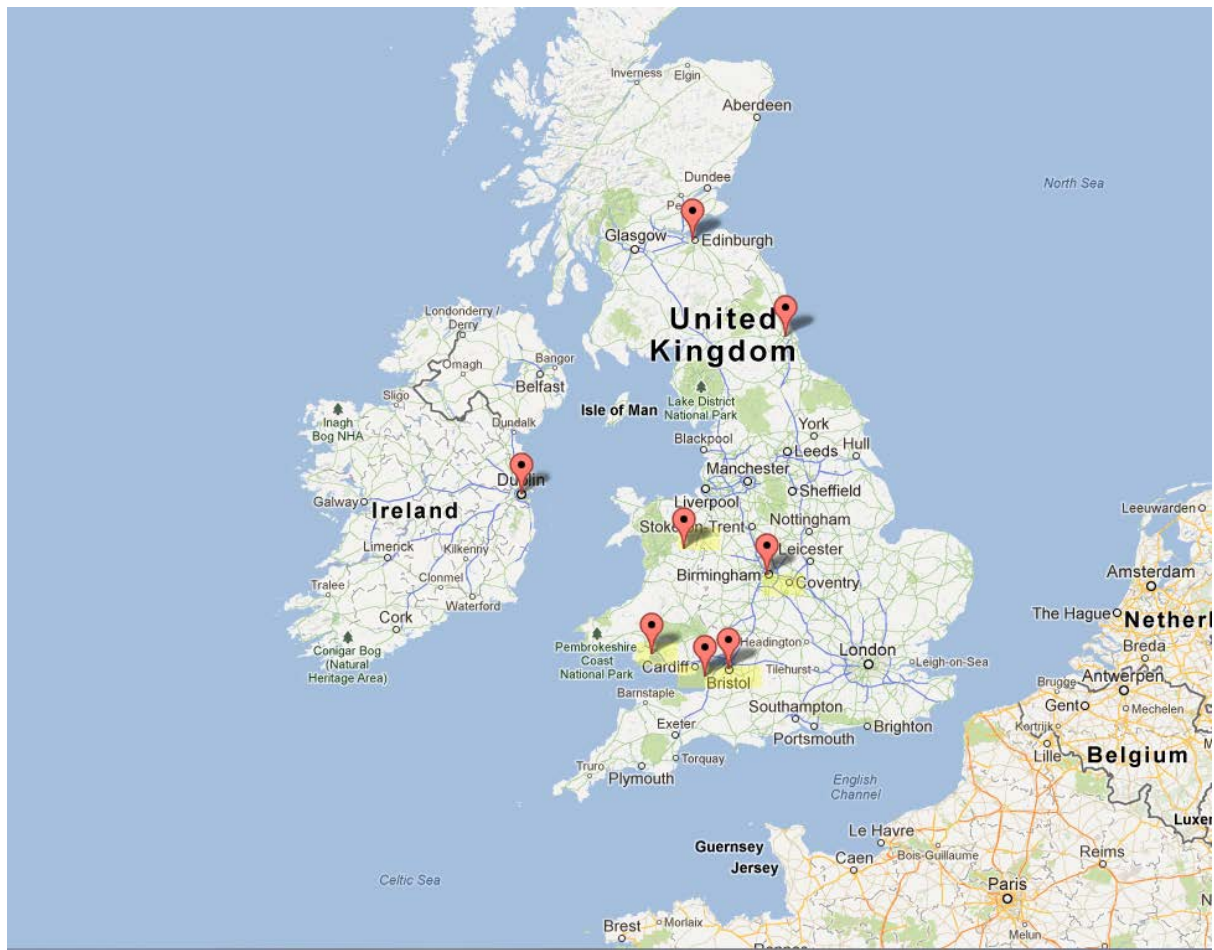 Inverness
Elgin
Aberdeen
Dundee
North Sea
Glasgow
Edinburgh
United
Kingdom
Londonderry /
Derry
Omagh
Bangor
Belfast
Sligo
Isle of Man
Lake District
National Park
Inagh
Bog NHA
Dundalk
York
Blackpool
Leeds
Hull
Manchester
Dublin
Liverpool
Sheffield
Galway
Ireland
Leeuwarden
Nottingham
Limerick
Kilkenny
Leicester
Birmingham
Coventry
Amsterdam
Tralee
Clonmel
Waterford
The Hague
Cork
Conigar Bog
(Natural
Heritage Area)
Pembrokeshire
Coast
National Park
Headington
London
Leigh-on-Sea
Breda
Cardiff
Tilehurst
Bristol
Brugge
Antwerpen
Barnstaple
Gent
Mechelen
Southampton
Exeter
Portsmouth
Brighton
Kortrijk
Lille
Belgium
Torquay
Truro
Plymouth
English
Channel
Le Havre
Guernsey
Jersey
Caen
Bois-Guillaume
Reims
Celtic Sea
Paris
Brest
Morlaix
Melun